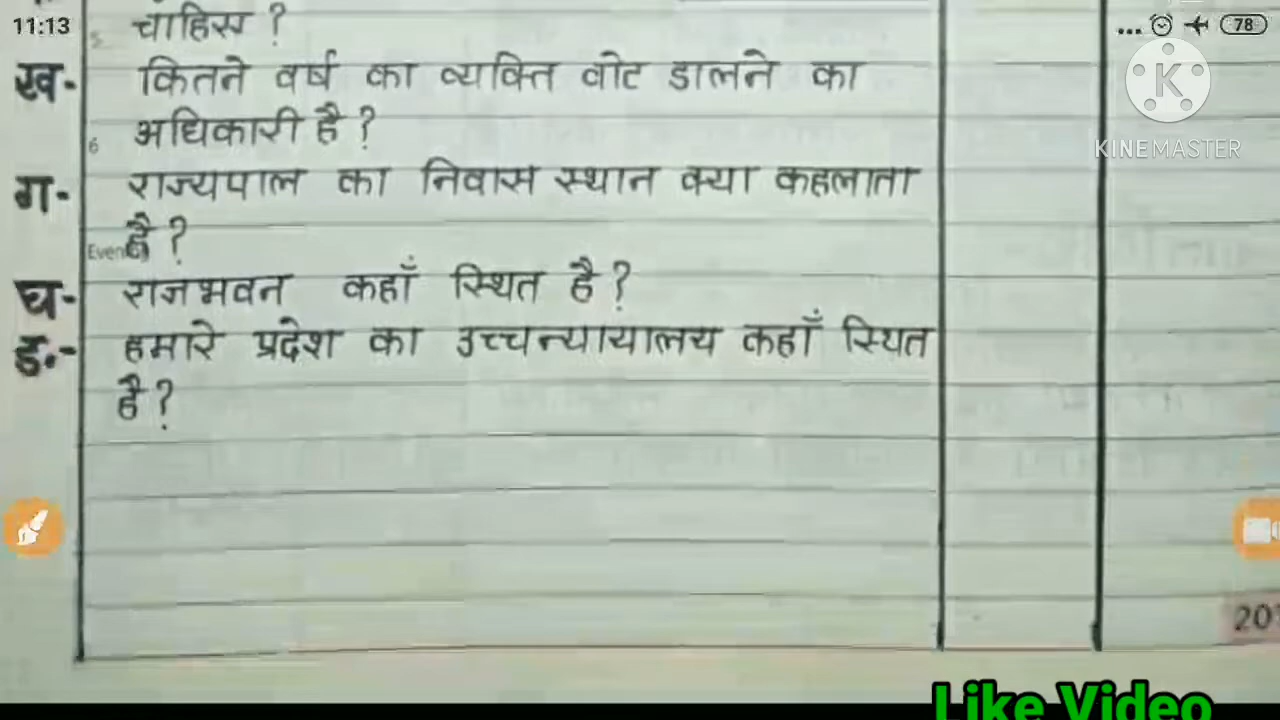 11:13
... 78
चाहिए ?
ख- कितने वर्ष का व्यक्ति वोट डालने का
6 अधिकारी है ?
KINEMASTER
ग- राज्यपाल का निवास स्थान क्या कहलाता
है ?
घ- राजभवन कहाँ स्थित है ?
ङ.- हमारे प्रदेश का उच्चन्यायालय कहाँ स्थित
है ?
Like Video